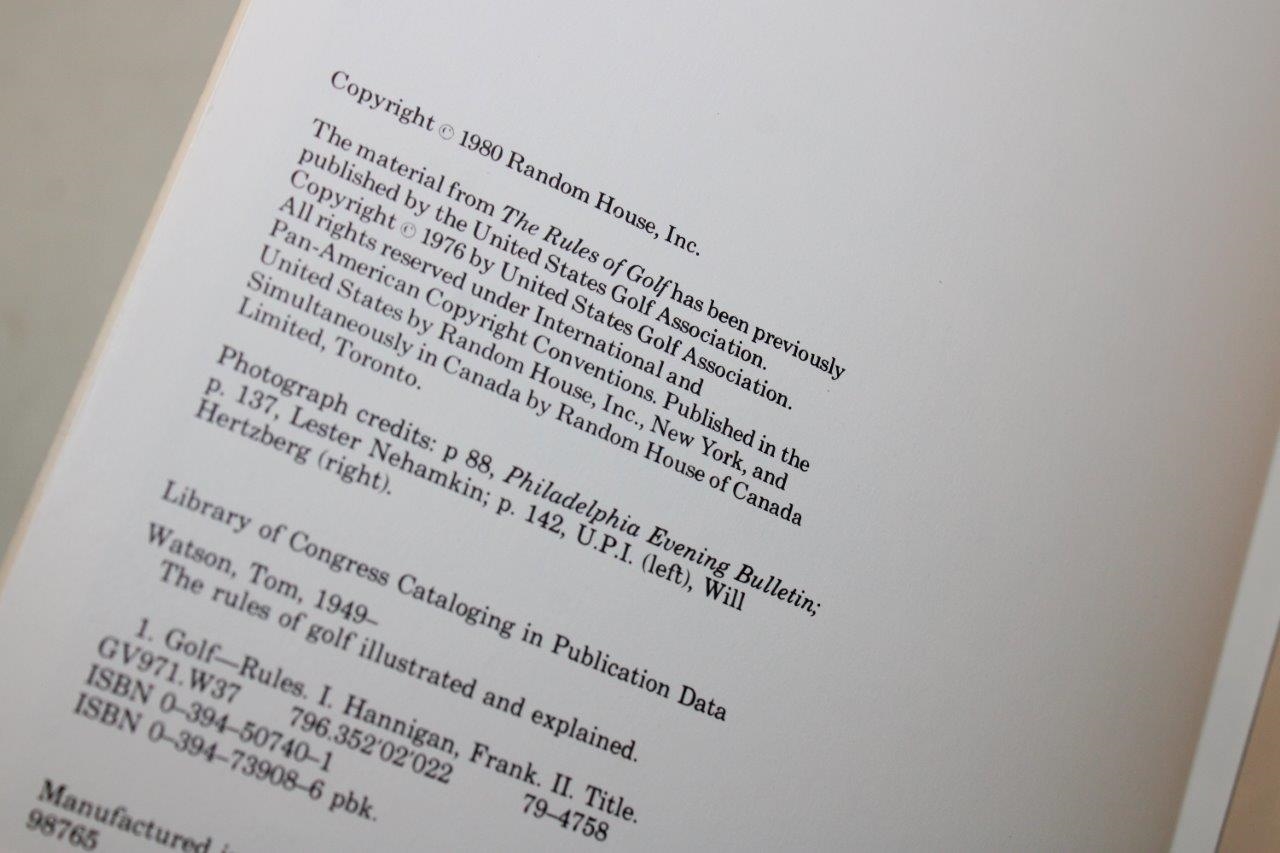 Copyright © 1980 Random House, Inc.
The material from The Rules of Golf has been previously
published by the United States Golf Association.
Copyright © 1976 by United States Golf Association.
All rights reserved under International and
Pan-American Copyright Conventions. Published in the
United States by Random House, Inc., New York, and
Simultaneously in Canada by Random House of Canada
Limited, Toronto.
Photograph credits: p 88, Philadelphia Evening Bulletin;
p. 137, Lester Nehamkin; p. 142, U.P.I. (left), Will
Hertzberg (right).
Library of Congress Cataloging in Publication Data
Watson, Tom, 1949–
The rules of golf illustrated and explained.
1. Golf—Rules. I. Hannigan, Frank. II. Title.
GV971.W37 796.352'02'022 79–4758
ISBN 0–394–50740–1
ISBN 0–394–73908–6 pbk.
Manufactured
98765